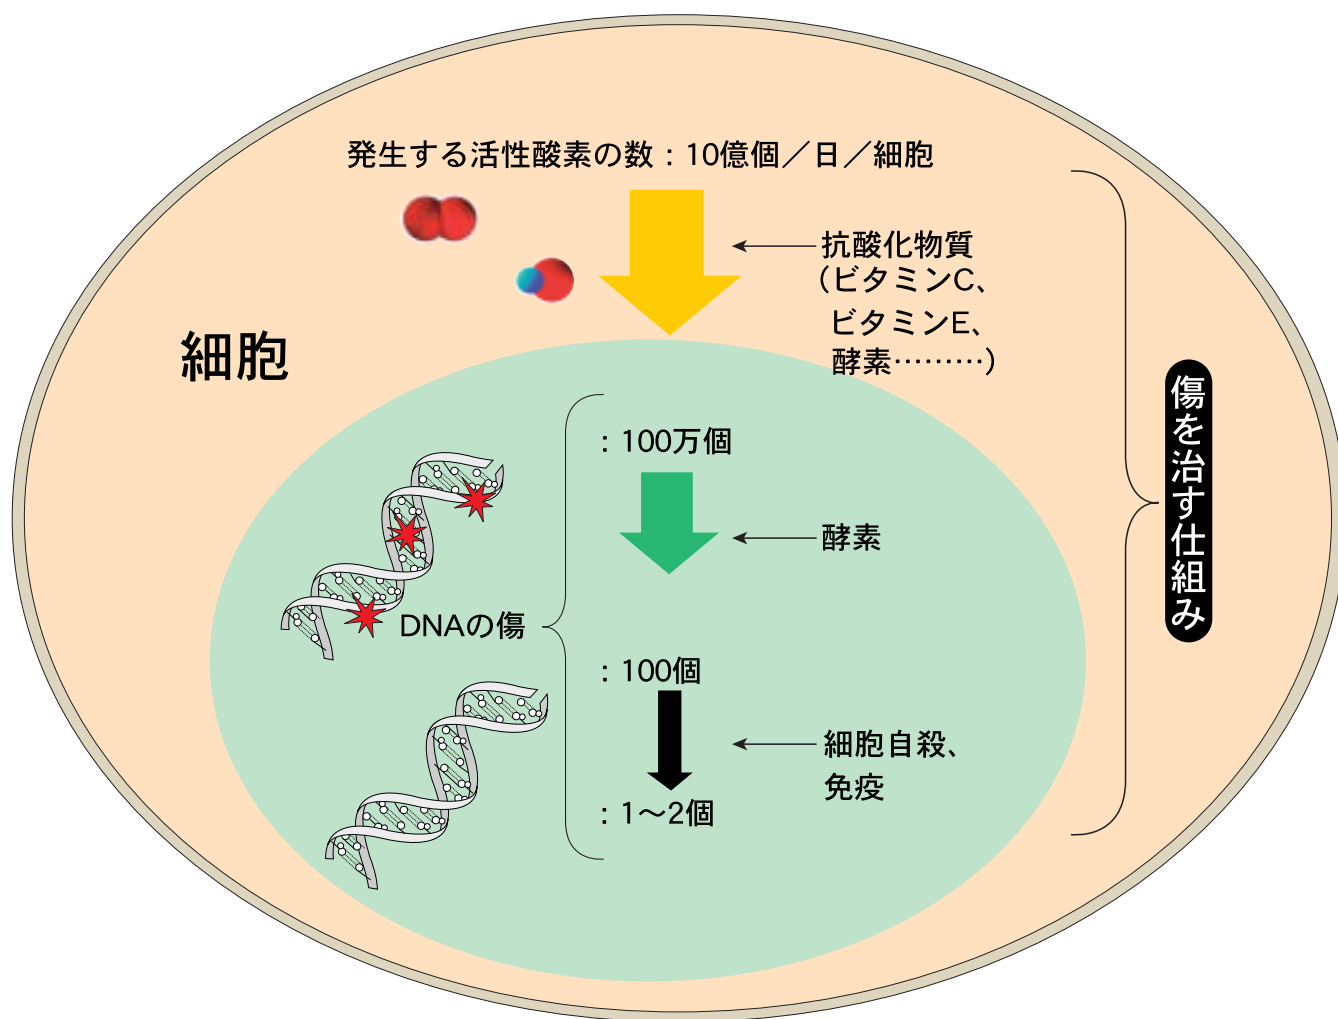 発生する活性酸素の数：10億個／日／細胞
抗酸化物質
（ビタミンC、
ビタミンE、
酵素………）
細胞
：100万個
酵素
DNAの傷
：100個
細胞自殺、
免疫
：1～2個
傷を治す仕組み